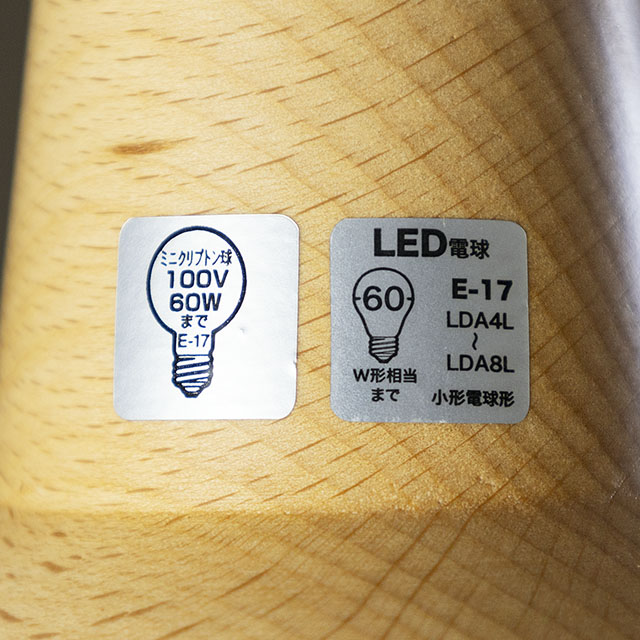 ミニクリプトン球
100V
60W
まで
E-17
LED電球
60
W形相当
まで
E-17
LDA4L
～
LDA8L
小形電球形